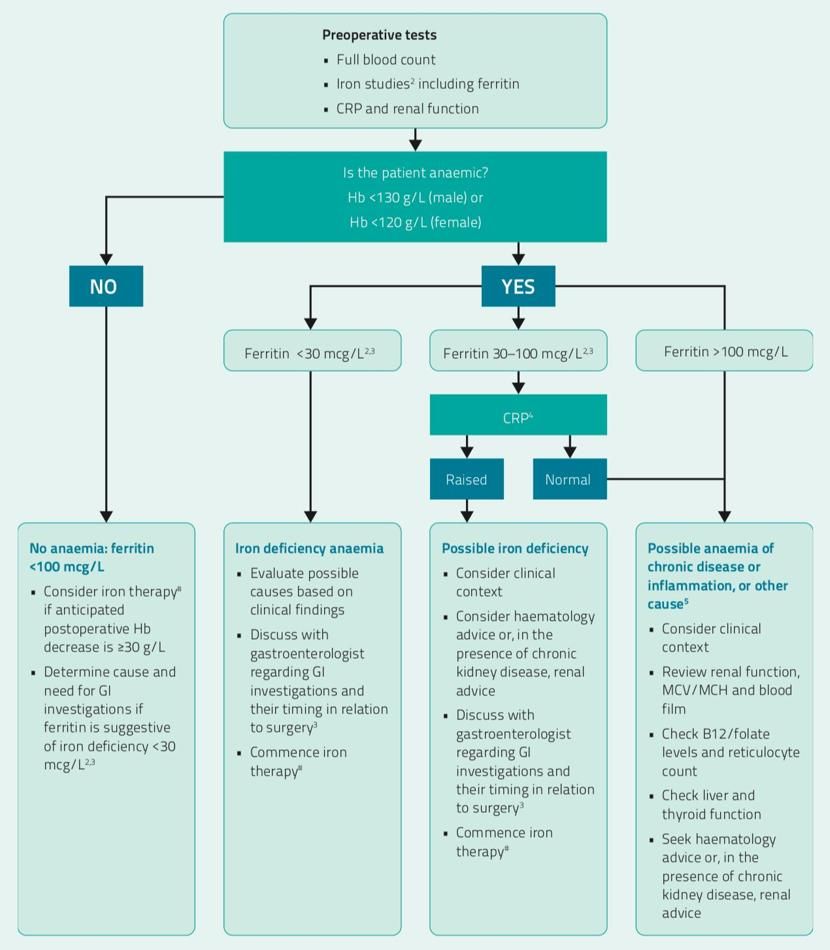 Preoperative tests
▪ Full blood count
▪ Iron studies² including ferritin
▪ CRP and renal function
Is the patient anaemic?
Hb <130 g/L (male) or
Hb <120 g/L (female)
NO
YES
Ferritin <30 mcg/L²,³
Ferritin 30–100 mcg/L²,³
Ferritin >100 mcg/L
CRP⁴
Raised
Normal
No anaemia: ferritin
<100 mcg/L
▪ Consider iron therapy#
if anticipated
postoperative Hb
decrease is ≥30 g/L
▪ Determine cause and
need for GI
investigations if
ferritin is suggestive
of iron deficiency <30
mcg/L²,³
Iron deficiency anaemia
▪ Evaluate possible
causes based on
clinical findings
▪ Discuss with
gastroenterologist
regarding GI
investigations and
their timing in relation
to surgery³
▪ Commence iron
therapy#
Possible iron deficiency
▪ Consider clinical
context
▪ Consider haematology
advice or, in the
presence of chronic
kidney disease, renal
advice
▪ Discuss with
gastroenterologist
regarding GI
investigations and
their timing in relation
to surgery³
▪ Commence iron
therapy#
Possible anaemia of
chronic disease or
inflammation, or other
cause⁵
▪ Consider clinical
context
▪ Review renal function,
MCV/MCH and blood
film
▪ Check B12/folate
levels and reticulocyte
count
▪ Check liver and
thyroid function
▪ Seek haematology
advice or, in the
presence of chronic
kidney disease, renal
advice